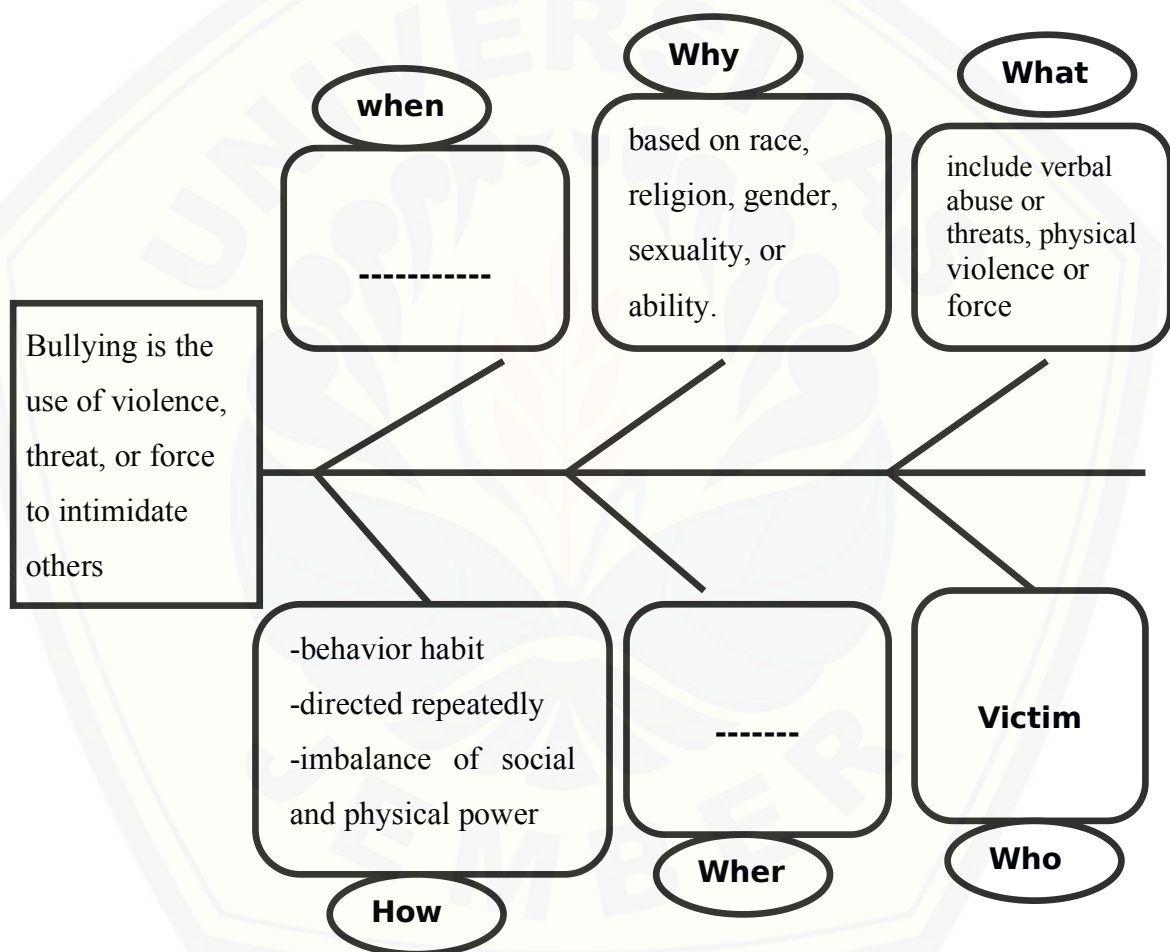 when
-----------
Why
based on race,
religion, gender,
sexuality, or
ability.
What
include verbal
abuse or
threats, physical
violence or
force
Bullying is the
use of violence,
threat, or force
to intimidate
others
-behavior habit
-directed repeatedly
-imbalance of social
and physical power
How
-------
Wher
Victim
Who
UNIVERSITAS
JEMBER